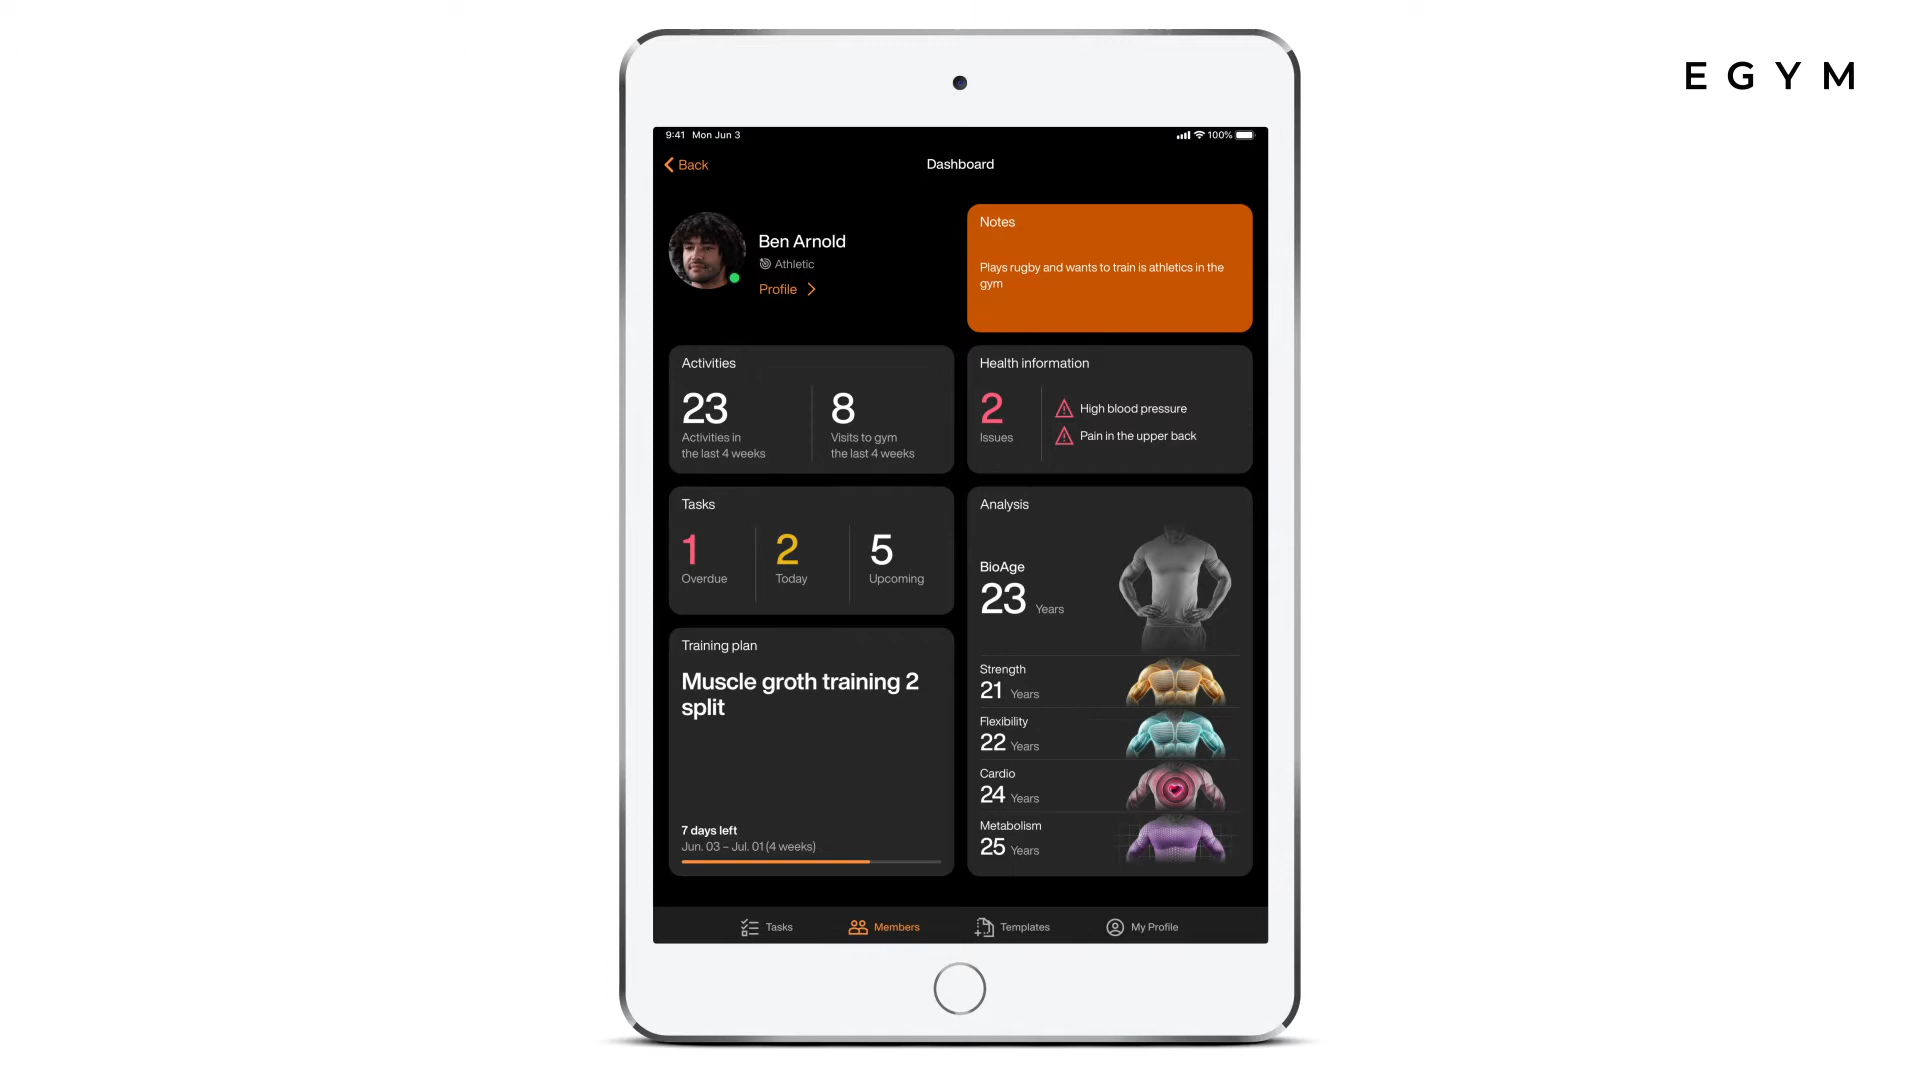 EGYM
9:41 Mon Jun 3
100%
Back
Dashboard
Ben Arnold
Athletic
Profile
Notes
Plays rugby and wants to train is athletics in the
gym
Activities
23
Activities in
the last 4 weeks
8
Visits to gym
the last 4 weeks
Health information
2
Issues
High blood pressure
Pain in the upper back
Tasks
1
Overdue
2
Today
5
Upcoming
Analysis
BioAge
23 Years
Strength
21 Years
Flexibility
22 Years
Cardio
24 Years
Metabolism
25 Years
Training plan
Muscle groth training 2
split
7 days left
Jun. 03 – Jul. 01 (4 weeks)
Tasks
Members
Templates
My Profile